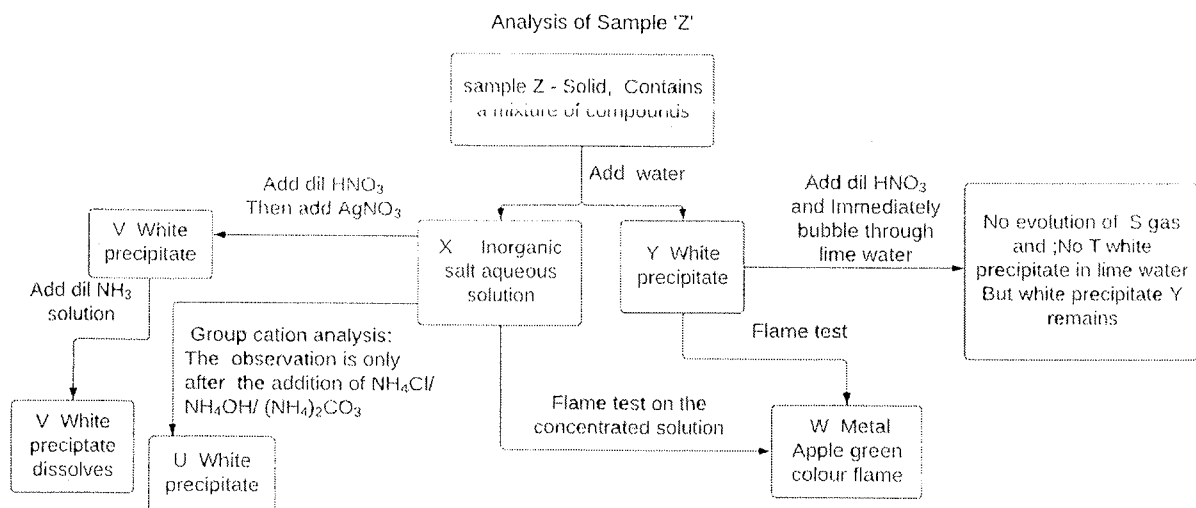 Analysis of Sample 'Z'
sample Z - Solid, Contains
a mixture of compounds
Add water
Add dil HNO₃
Then add AgNO₃
Add dil HNO₃
and Immediately
bubble through
lime water
V White
precipitate
X Inorganic
salt aqueous
solution
Y White
precipitate
No evolution of S gas
and ;No T white
precipitate in lime water
But white precipitate Y
remains
Add dil NH₃
solution
Group cation analysis:
The observation is only
after the addition of NH₄Cl/
NH₄OH/ (NH₄)₂CO₃
Flame test
Flame test on the
concentrated solution
V White
preciptate
dissolves
U White
precipitate
W Metal
Apple green
colour flame